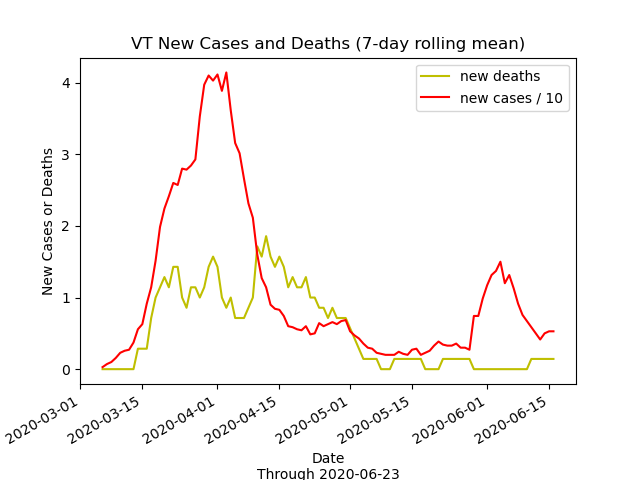 VT New Cases and Deaths (7-day rolling mean)
new deaths
new cases / 10
4
3
2
1
0
New Cases or Deaths
2020-03-01
2020-03-15
2020-04-01
2020-04-15
2020-05-01
2020-05-15
2020-06-01
2020-06-15
Date
Through 2020-06-23